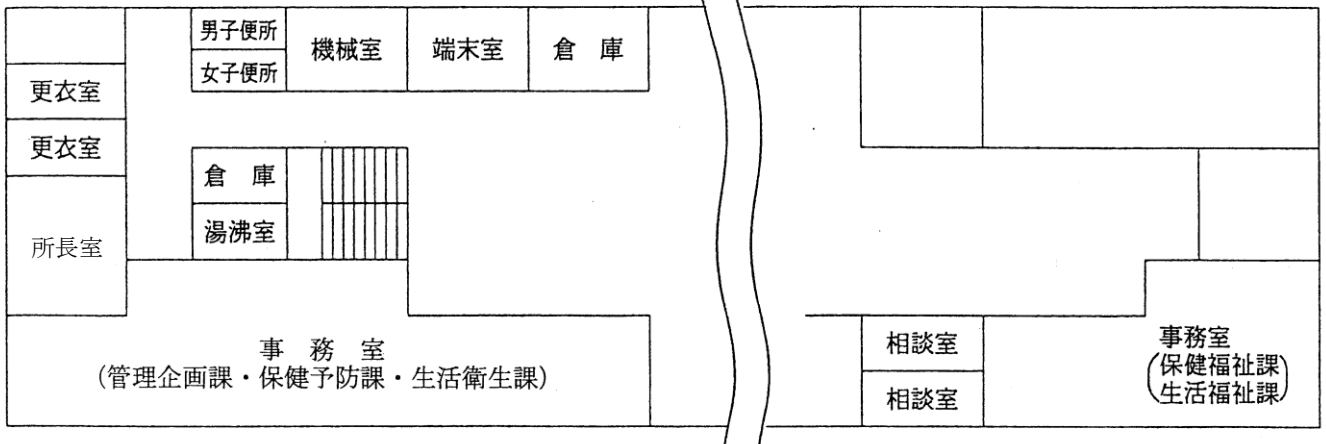 男子便所
女子便所
機械室
端末室
倉 庫
更衣室
更衣室
倉 庫
湯沸室
所長室
事 務 室
(管理企画課・保健予防課・生活衛生課)
相談室
相談室
事務室
(保健福祉課
生活福祉課)